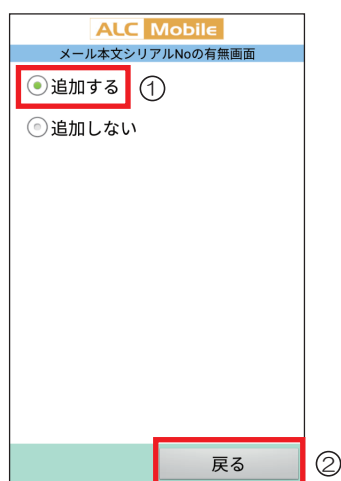 ALC Mobile
メール本文シリアルNoの有無画面
追加する ①
追加しない
戻る ②